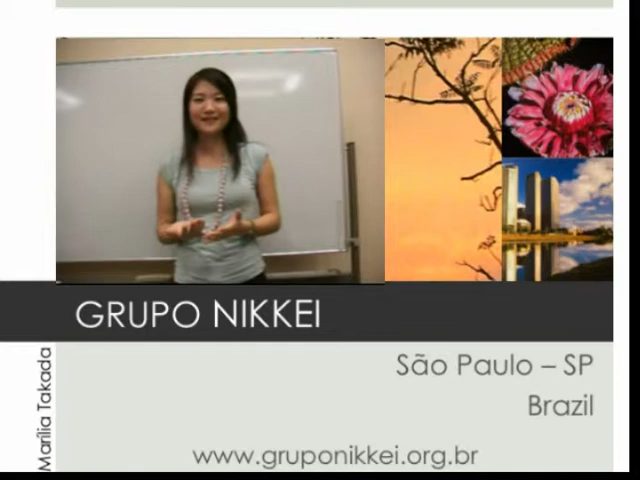 GRUPO NIKKEI
São Paulo – SP
Brazil
Marília Takada
www.gruponikkei.org.br